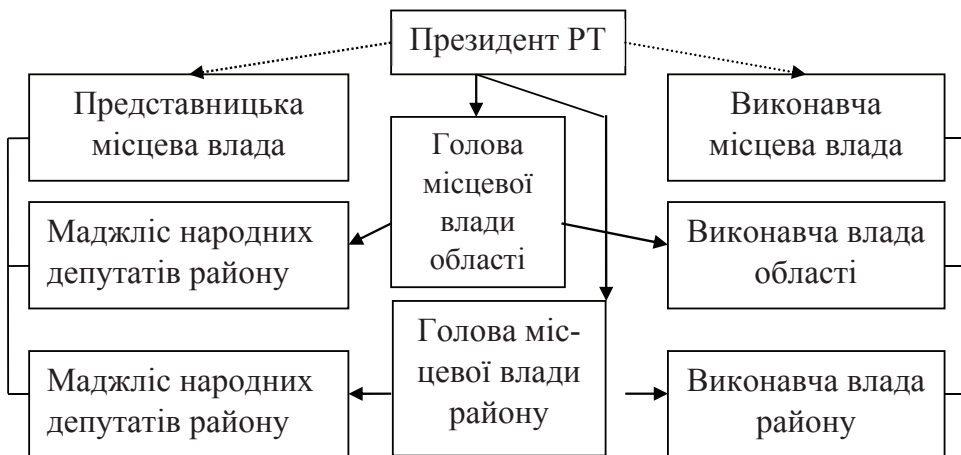 Президент РТ
Представницька
місцева влада
Голова
місцевої
влади
області
Виконавча
місцева влада
Маджліс народних
депутатів району
Виконавча влада
області
Маджліс народних
депутатів району
Голова міс-
цевої влади
району
Виконавча влада
району